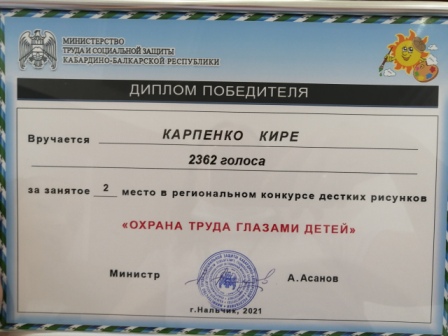 МИНИСТЕРСТВО
ТРУДА И СОЦИАЛЬНОЙ ЗАЩИТЫ
КАБАРДИНО-БАЛКАРСКОЙ РЕСПУБЛИКИ
ДИПЛОМ ПОБЕДИТЕЛЯ
Вручается КАРПЕНКО КИРЕ
2362 голоса
за занятое 2 место в региональном конкурсе дестких рисунков
«ОХРАНА ТРУДА ГЛАЗАМИ ДЕТЕЙ»
Министр А.Асанов
г.Нальчик, 2021